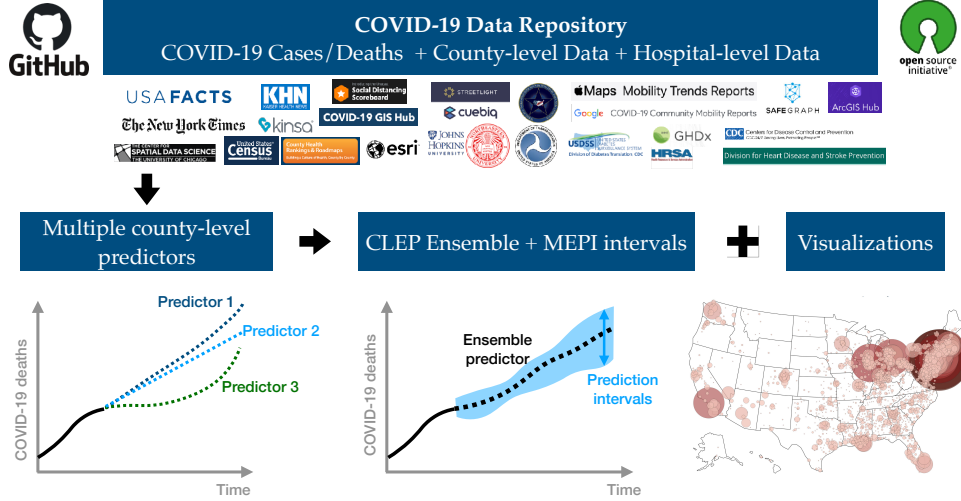 GitHub
COVID-19 Data Repository
COVID-19 Cases/Deaths + County-level Data + Hospital-level Data
open source
initiative®
USAFACTS
KHN
KAISER HEALTH NEWS
Social Distancing
Scoreboard
STREETLIGHT
Maps Mobility Trends Reports
SAFEGRAPH
ArcGIS Hub
The New York Times
kinsa
COVID-19 GIS Hub
cuebiq
Google COVID-19 Community Mobility Reports
THE CENTER FOR
SPATIAL DATA SCIENCE
THE UNIVERSITY OF CHICAGO
United States®
Census
Bureau
County Health
Rankings & Roadmaps
esri
JOHNS
HOPKINS
UNIVERSITY
USDSS
Division of Diabetes Translation · CDC
GHDx
HRSA
CDC Centers for Disease Control and Prevention
Division for Heart Disease and Stroke Prevention
Multiple county-level
predictors
CLEP Ensemble + MEPI intervals
Visualizations
COVID-19 deaths
Predictor 1
Predictor 2
Predictor 3
Time
COVID-19 deaths
Ensemble
predictor
Prediction
intervals
Time